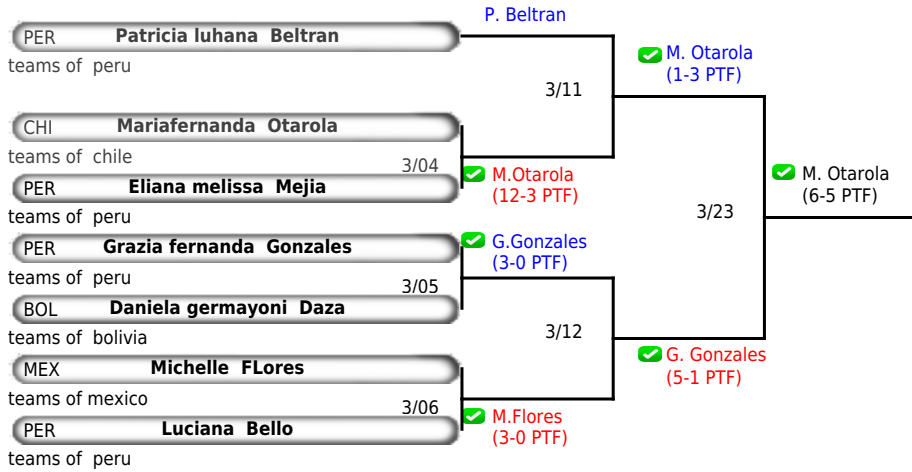 P. Beltran
PER Patricia luhana Beltran
teams of peru
M. Otarola
(1-3 PTF)
3/11
CHI Mariafernanda Otarola
teams of chile
3/04
M.Otarola
(12-3 PTF)
PER Eliana melissa Mejia
teams of peru
M. Otarola
(6-5 PTF)
3/23
PER Grazia fernanda Gonzales
teams of peru
G.Gonzales
(3-0 PTF)
3/05
BOL Daniela germayoni Daza
teams of bolivia
3/12
MEX Michelle FLores
teams of mexico
G. Gonzales
(5-1 PTF)
3/06
M.Flores
(3-0 PTF)
PER Luciana Bello
teams of peru